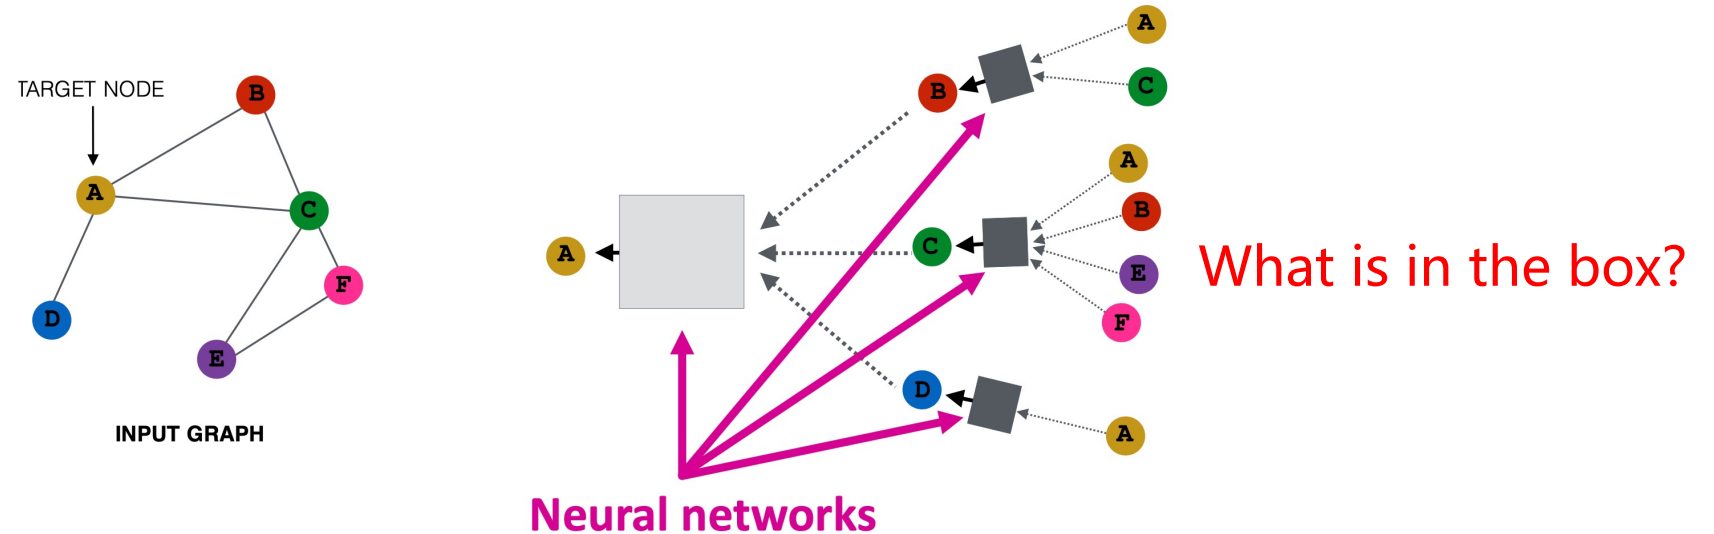 TARGET NODE
B
A
C
F
D
E
INPUT GRAPH
A
B
C
D
A
C
A
B
E
F
A
Neural networks
What is in the box?